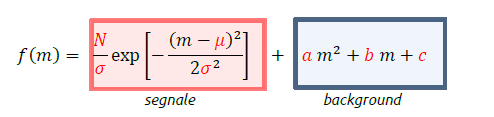 f(m) = N/σ exp[−(m − μ)²/2σ²] + a m² + b m + c
segnale background